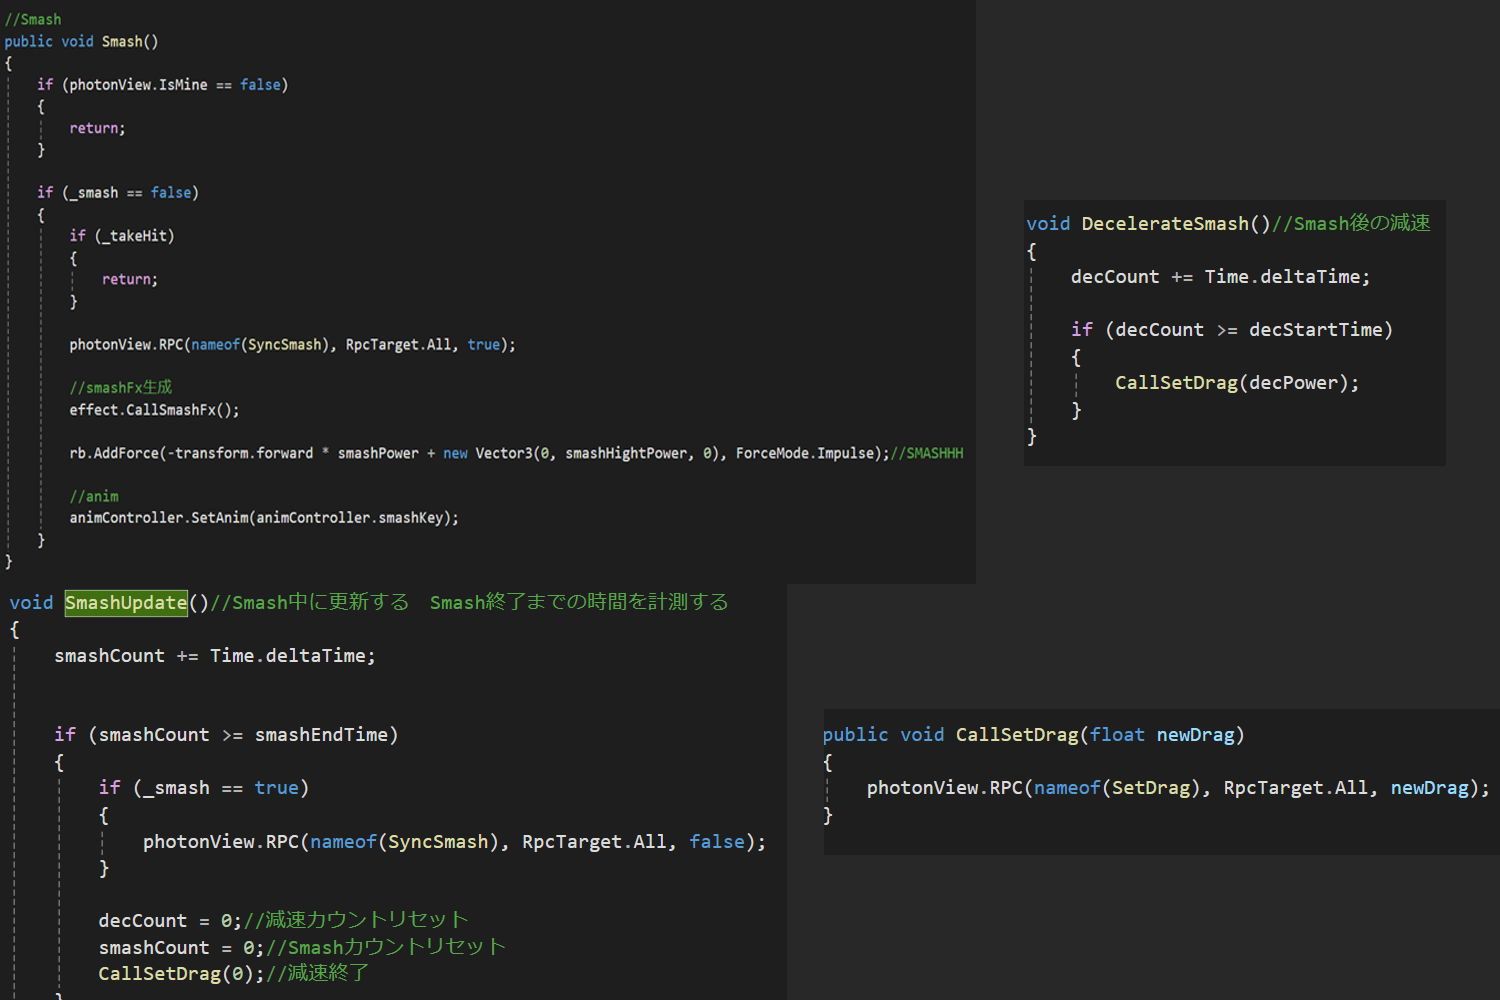 //Smash
public void Smash()
{
if (photonView.IsMine == false)
{
return;
}
if (_smash == false)
{
if (_takeHit)
{
return;
}
photonView.RPC(nameof(SyncSmash), RpcTarget.All, true);
//smashFx生成
effect.CallSmashFx();
rb.AddForce(-transform.forward * smashPower + new Vector3(0, smashHightPower, 0), ForceMode.Impulse);//SMASHHH
//anim
animController.SetAnim(animController.smashKey);
}
}
void DecelerateSmash()//Smash後の減速
{
decCount += Time.deltaTime;
if (decCount >= decStartTime)
{
CallSetDrag(decPower);
}
}
void SmashUpdate()//Smash中に更新する　Smash終了までの時間を計測する
{
smashCount += Time.deltaTime;
if (smashCount >= smashEndTime)
{
if (_smash == true)
{
photonView.RPC(nameof(SyncSmash), RpcTarget.All, false);
}
decCount = 0;//減速カウントリセット
smashCount = 0;//Smashカウントリセット
CallSetDrag(0);//減速終了
}
public void CallSetDrag(float newDrag)
{
photonView.RPC(nameof(SetDrag), RpcTarget.All, newDrag);
}